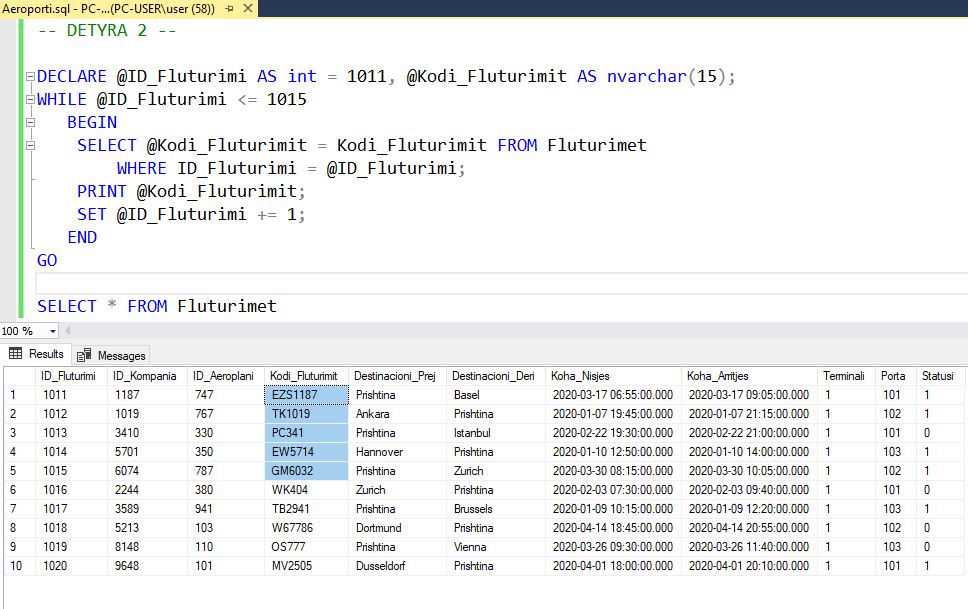 Aeroporti.sql - PC-...(PC-USER\user (58))
-- DETYRA 2 --
DECLARE @ID_Fluturimi AS int = 1011, @Kodi_Fluturimit AS nvarchar(15);
WHILE @ID_Fluturimi <= 1015
BEGIN
SELECT @Kodi_Fluturimit = Kodi_Fluturimit FROM Fluturimet
WHERE ID_Fluturimi = @ID_Fluturimi;
PRINT @Kodi_Fluturimit;
SET @ID_Fluturimi += 1;
END
GO
SELECT * FROM Fluturimet
100 %
Results Messages
ID_Fluturimi ID_Kompania ID_Aeroplani Kodi_Fluturimit Destinacioni_Prej Destinacioni_Deri Koha_Nisjes Koha_Arritjes Terminali Porta Statusi
1 1011 1187 747 EZS1187 Prishtina Basel 2020-03-17 06:55:00.000 2020-03-17 09:05:00.000 1 101 1
2 1012 1019 767 TK1019 Ankara Prishtina 2020-01-07 19:45:00.000 2020-01-07 21:15:00.000 1 102 1
3 1013 3410 330 PC341 Prishtina Istanbul 2020-02-22 19:30:00.000 2020-02-22 21:00:00.000 1 101 0
4 1014 5701 350 EW5714 Hannover Prishtina 2020-01-10 12:50:00.000 2020-01-10 14:00:00.000 1 103 1
5 1015 6074 787 GM6032 Prishtina Zurich 2020-03-30 08:15:00.000 2020-03-30 10:05:00.000 1 102 1
6 1016 2244 380 WK404 Zurich Prishtina 2020-02-03 07:30:00.000 2020-02-03 09:40:00.000 1 101 0
7 1017 3589 941 TB2941 Prishtina Brussels 2020-01-09 10:15:00.000 2020-01-09 12:20:00.000 1 103 1
8 1018 5213 103 W67786 Dortmund Prishtina 2020-04-14 18:45:00.000 2020-04-14 20:55:00.000 1 102 0
9 1019 8148 110 OS777 Prishtina Vienna 2020-03-26 09:30:00.000 2020-03-26 11:40:00.000 1 103 0
10 1020 9648 101 MV2505 Dusseldorf Prishtina 2020-04-01 18:00:00.000 2020-04-01 20:10:00.000 1 101 1